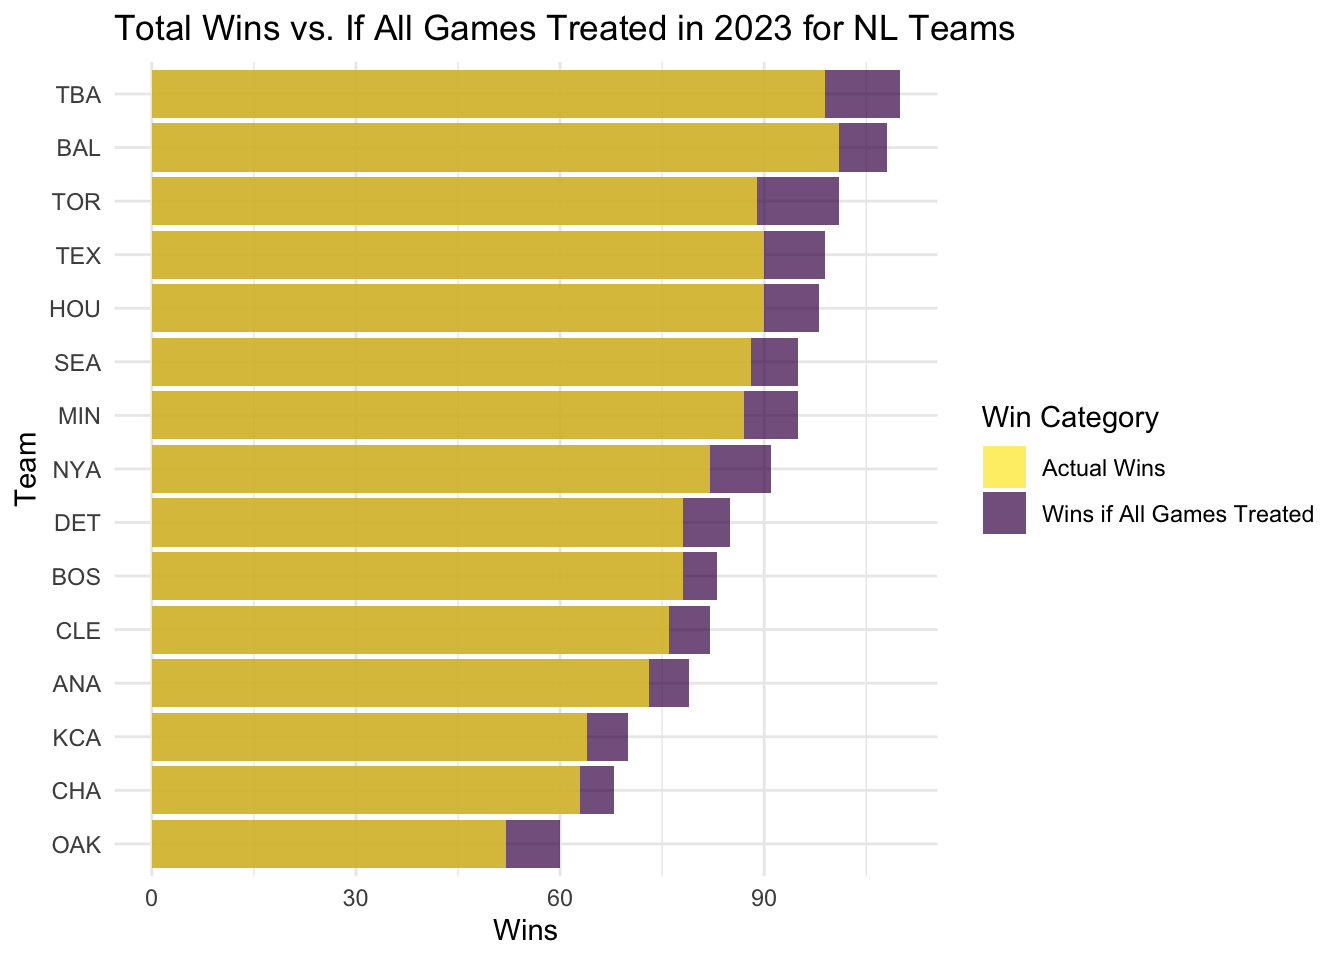 Total Wins vs. If All Games Treated in 2023 for NL Teams
TBA
BAL
TOR
TEX
HOU
SEA
MIN
NYA
DET
BOS
CLE
ANA
KCA
CHA
OAK
Team
0 30 60 90
Wins
Win Category
Actual Wins
Wins if All Games Treated